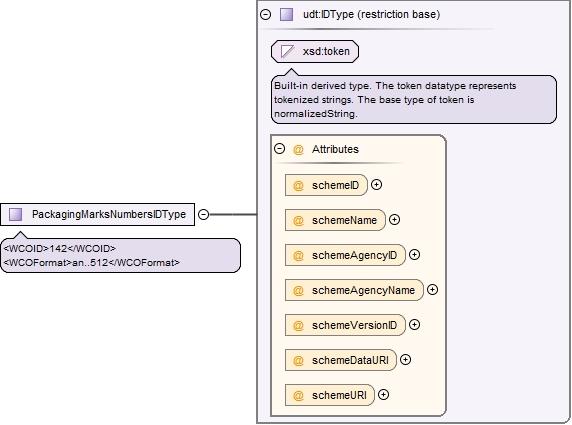 udt:IDType (restriction base)
xsd:token
Built-in derived type. The token datatype represents
tokenized strings. The base type of token is
normalizedString.
@ Attributes
@ schemeID
@ schemeName
@ schemeAgencyID
@ schemeAgencyName
@ schemeVersionID
@ schemeDataURI
@ schemeURI
PackagingMarksNumbersIDType
<WCOID>142</WCOID>
<WCOFormat>an..512</WCOFormat>